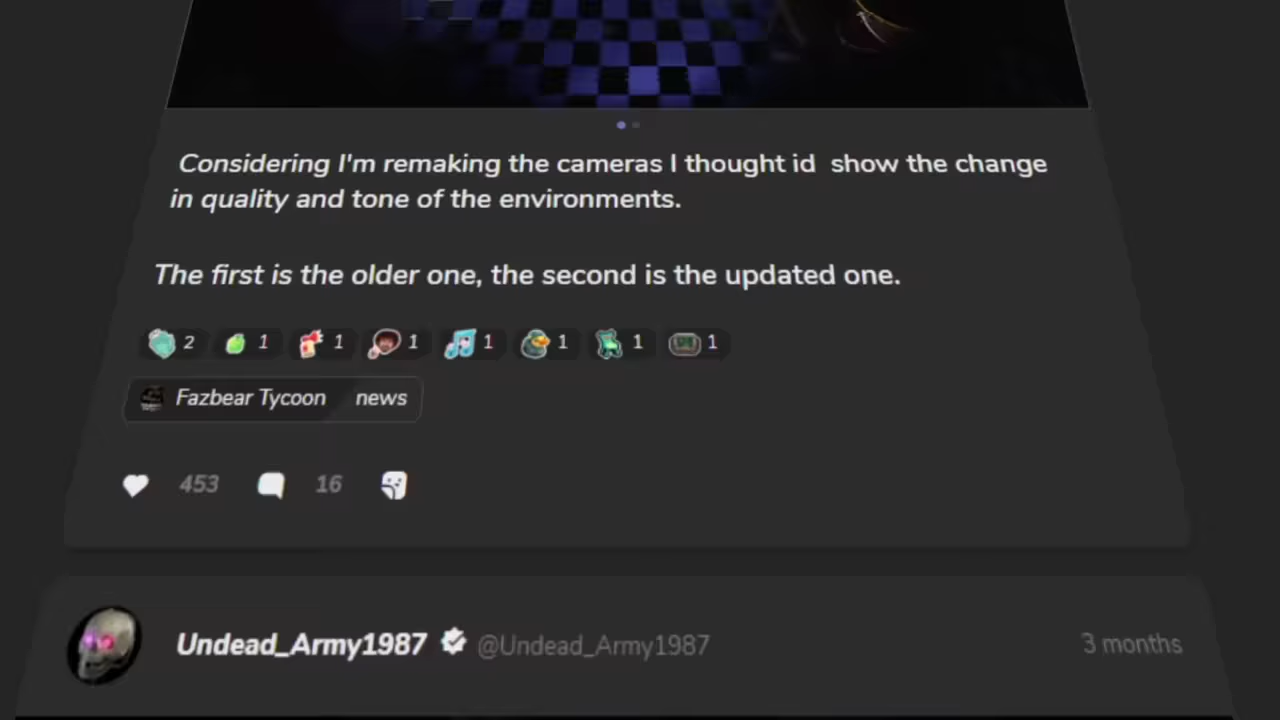 Considering I'm remaking the cameras I thought id  show the change
in quality and tone of the environments.
The first is the older one, the second is the updated one.
2 1 1 1 1 1 1 1
Fazbear Tycoon news
453 16
Undead_Army1987 @Undead_Army1987 3 months